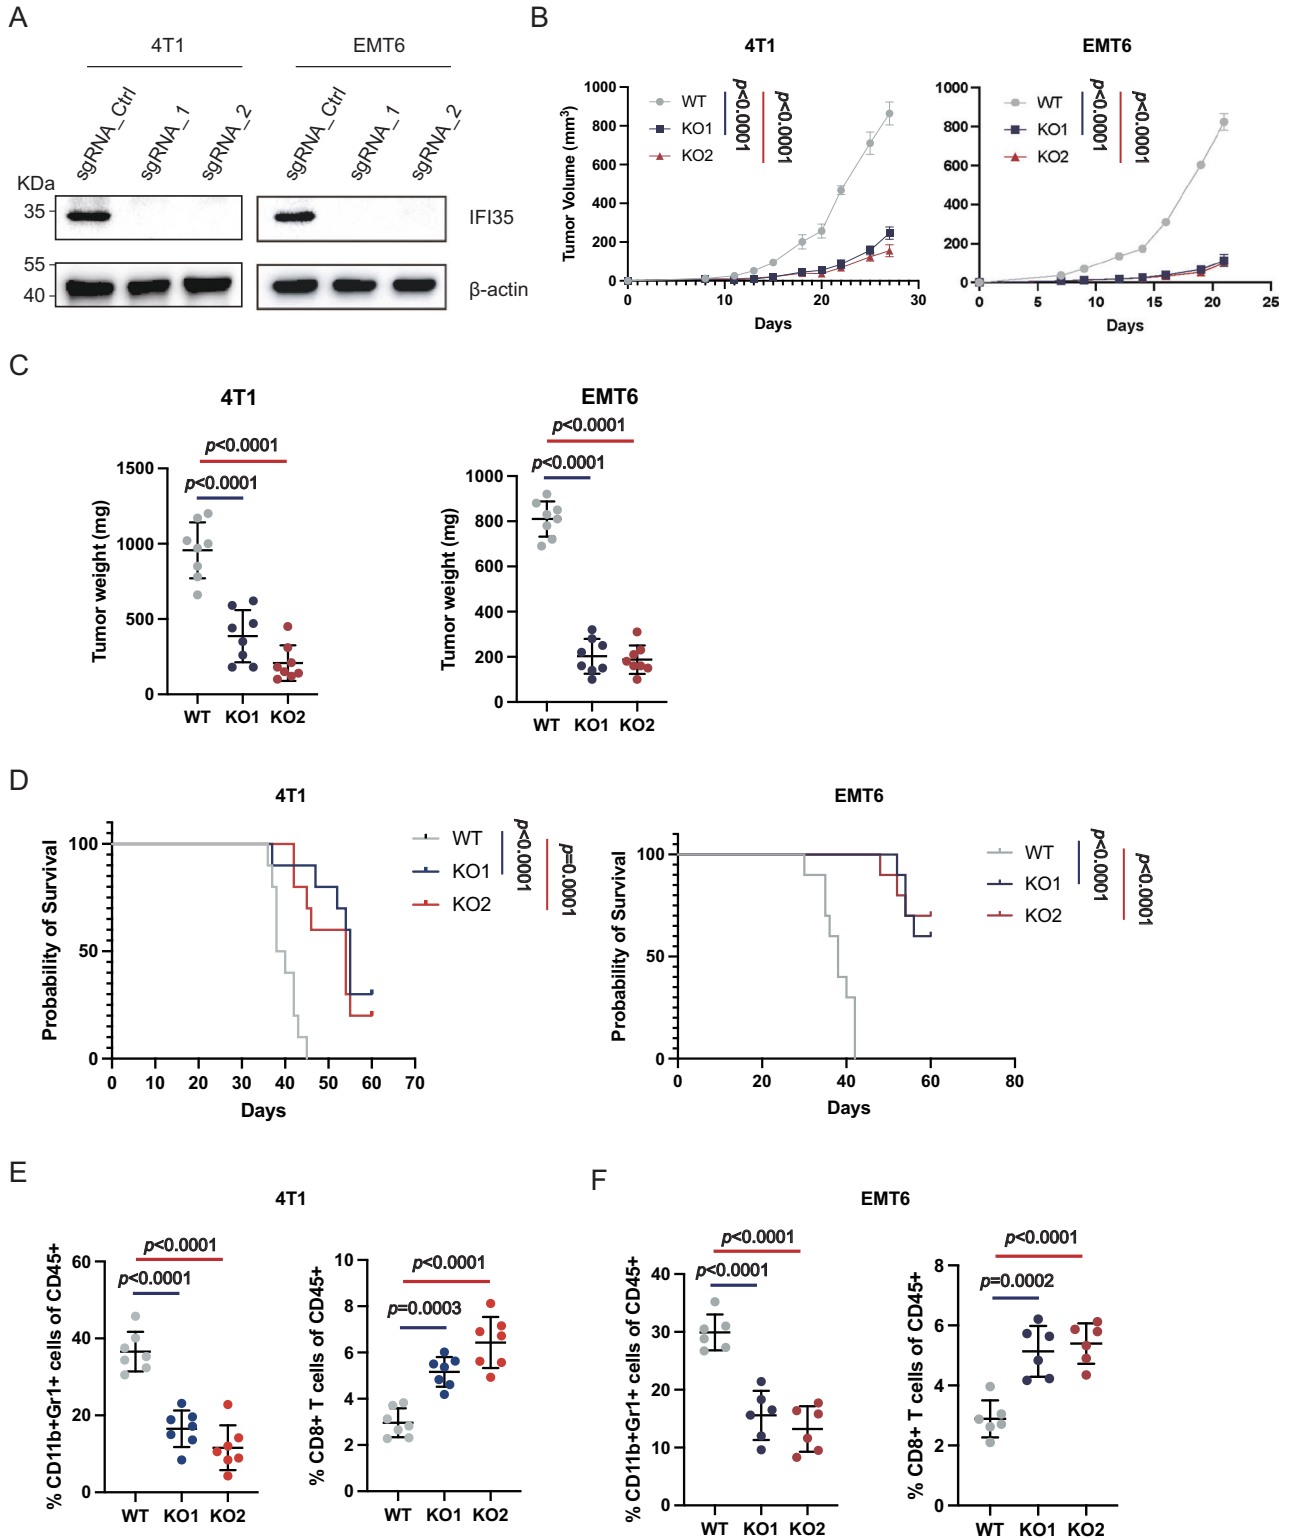 A
4T1
EMT6
sgRNA_Ctrl
sgRNA_1
sgRNA_2
sgRNA_Ctrl
sgRNA_1
sgRNA_2
KDa
35
IFI35
55
40
β-actin
B
4T1
Tumor Volume (mm³)
1000
800
600
400
200
0
0
10
20
30
Days
WT
KO1
KO2
p<0.0001
p<0.0001
EMT6
1000
800
600
400
200
0
0
5
10
15
20
25
Days
WT
KO1
KO2
p<0.0001
p<0.0001
C
4T1
p<0.0001
p<0.0001
Tumor weight (mg)
1500
1000
500
0
WT
KO1
KO2
EMT6
p<0.0001
p<0.0001
Tumor weight (mg)
1000
800
600
400
200
0
WT
KO1
KO2
D
4T1
Probability of Survival
100
50
0
0
10
20
30
40
50
60
70
Days
WT
KO1
KO2
p<0.0001
p=0.0001
EMT6
Probability of Survival
100
50
0
0
20
40
60
80
Days
WT
KO1
KO2
p<0.0001
p<0.0001
E
4T1
% CD11b+Gr1+ cells of CD45+
p<0.0001
p<0.0001
60
40
20
0
WT
KO1
KO2
% CD8+ T cells of CD45+
p<0.0001
p=0.0003
10
8
6
4
2
0
WT
KO1
KO2
F
EMT6
% CD11b+Gr1+ cells of CD45+
p<0.0001
p<0.0001
40
30
20
10
0
WT
KO1
KO2
% CD8+ T cells of CD45+
p<0.0001
p=0.0002
8
6
4
2
0
WT
KO1
KO2